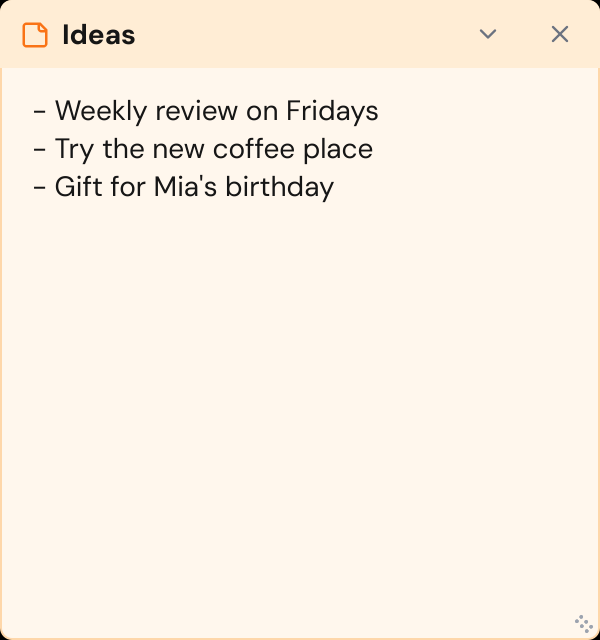 Ideas
- Weekly review on Fridays
- Try the new coffee place
- Gift for Mia's birthday